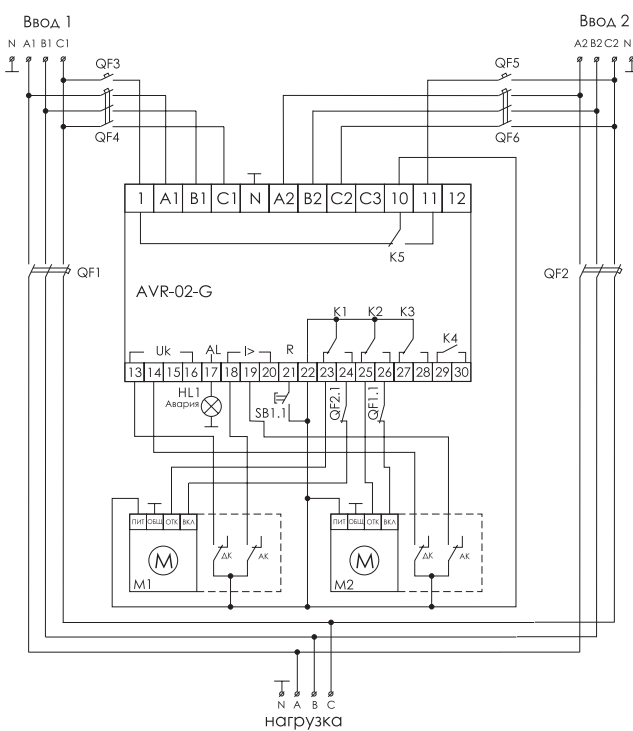 Ввод 1
Ввод 2
N A1 B1 C1
A2 B2 C2 N
QF3
QF5
QF4
QF6
1 A1 B1 C1 N A2 B2 C2 C3 10 11 12
K5
QF1
QF2
AVR-02-G
K1 K2 K3
K4
Uk AL I> R
13 14 15 16 17 18 19 20 21 22 23 24 25 26 27 28 29 30
HL1
Авария
SB1.1
QF2.1
QF1.1
ПИТ ОБЩ ОТК ВКЛ
ПИТ ОБЩ ОТК ВКЛ
M
ДК
АК
M
ДК
АК
M1
M2
N A B C
нагрузка